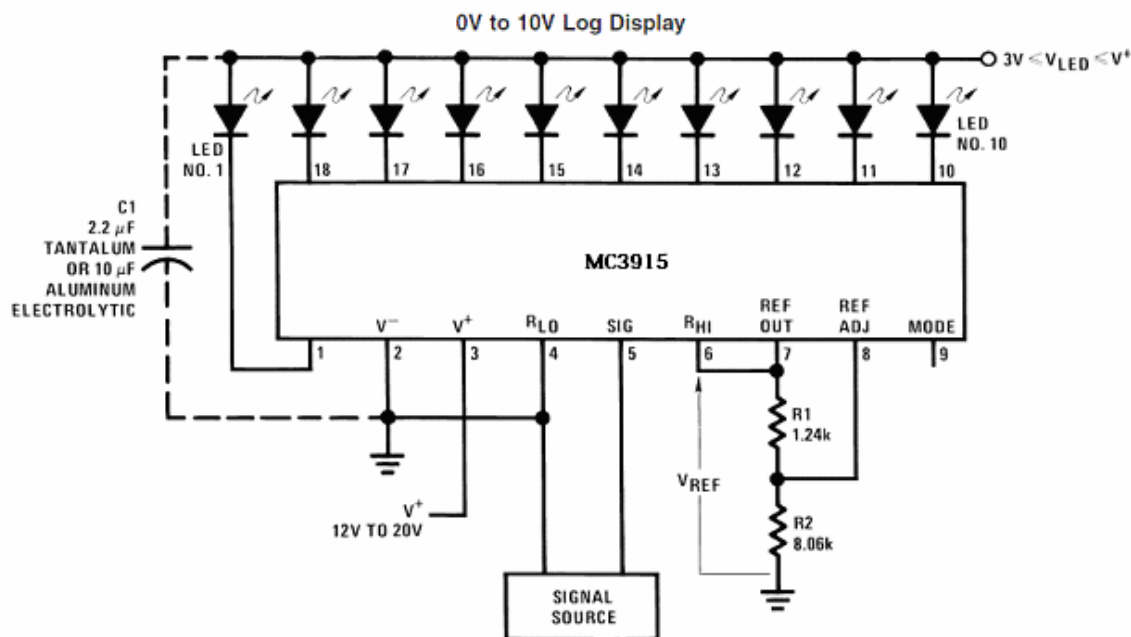 0V to 10V Log Display
3V ≤ VLED ≤ V+
LED
NO. 1
18
17
16
15
14
13
12
11
10
LED
NO. 10
C1
2.2 μF
TANTALUM
OR 10 μF
ALUMINUM
ELECTROLYTIC
MC3915
V−
V+
RLO
SIG
RHI
REF
OUT
REF
ADJ
MODE
1
2
3
4
5
6
7
8
9
R1
1.24k
VREF
R2
8.06k
V+
12V TO 20V
SIGNAL
SOURCE